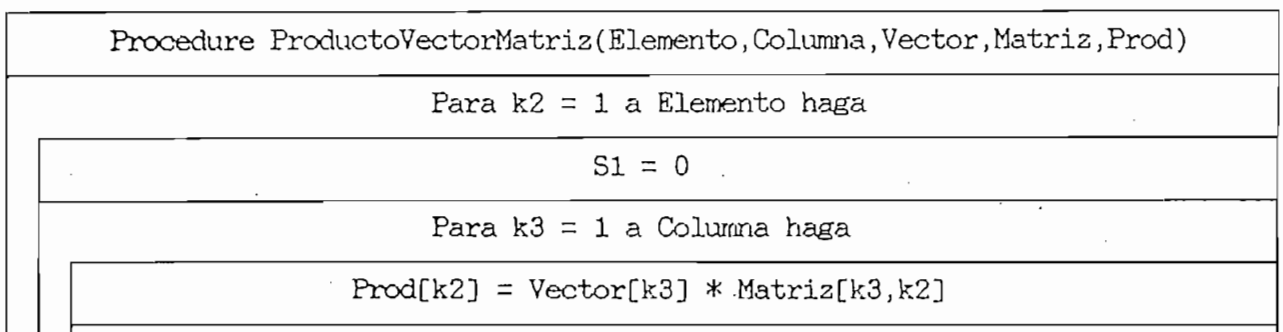 Procedure ProductoVectorMatriz(Elemento,Columna,Vector,Matriz,Prod)
Para k2 = 1 a Elemento haga
S1 = 0
Para k3 = 1 a Columna haga
Prod[k2] = Vector[k3] * Matriz[k3,k2]